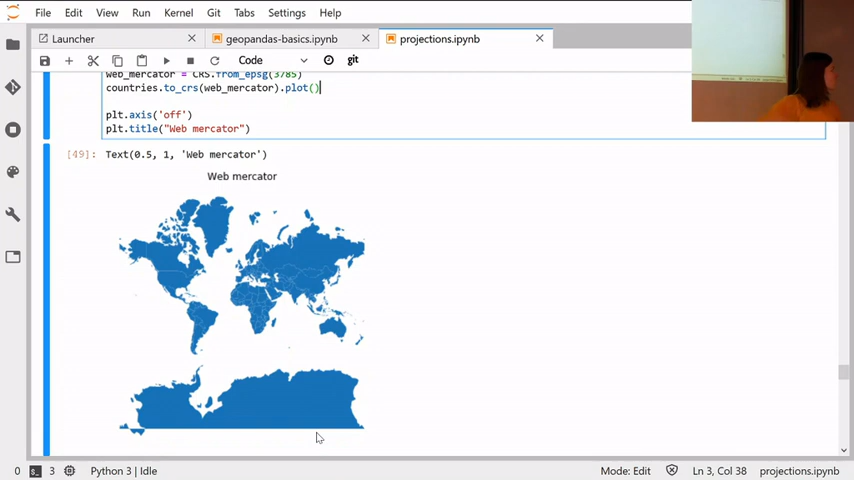 File Edit View Run Kernel Git Tabs Settings Help
Launcher geopandas-basics.ipynb projections.ipynb
Code git
web_mercator = CRS.from_epsg(3785)
countries.to_crs(web_mercator).plot()
plt.axis('off')
plt.title("Web mercator")
[49]: Text(0.5, 1, 'Web mercator')
Web mercator
0 3 Python 3 | Idle Mode: Edit Ln 3, Col 38 projections.ipynb